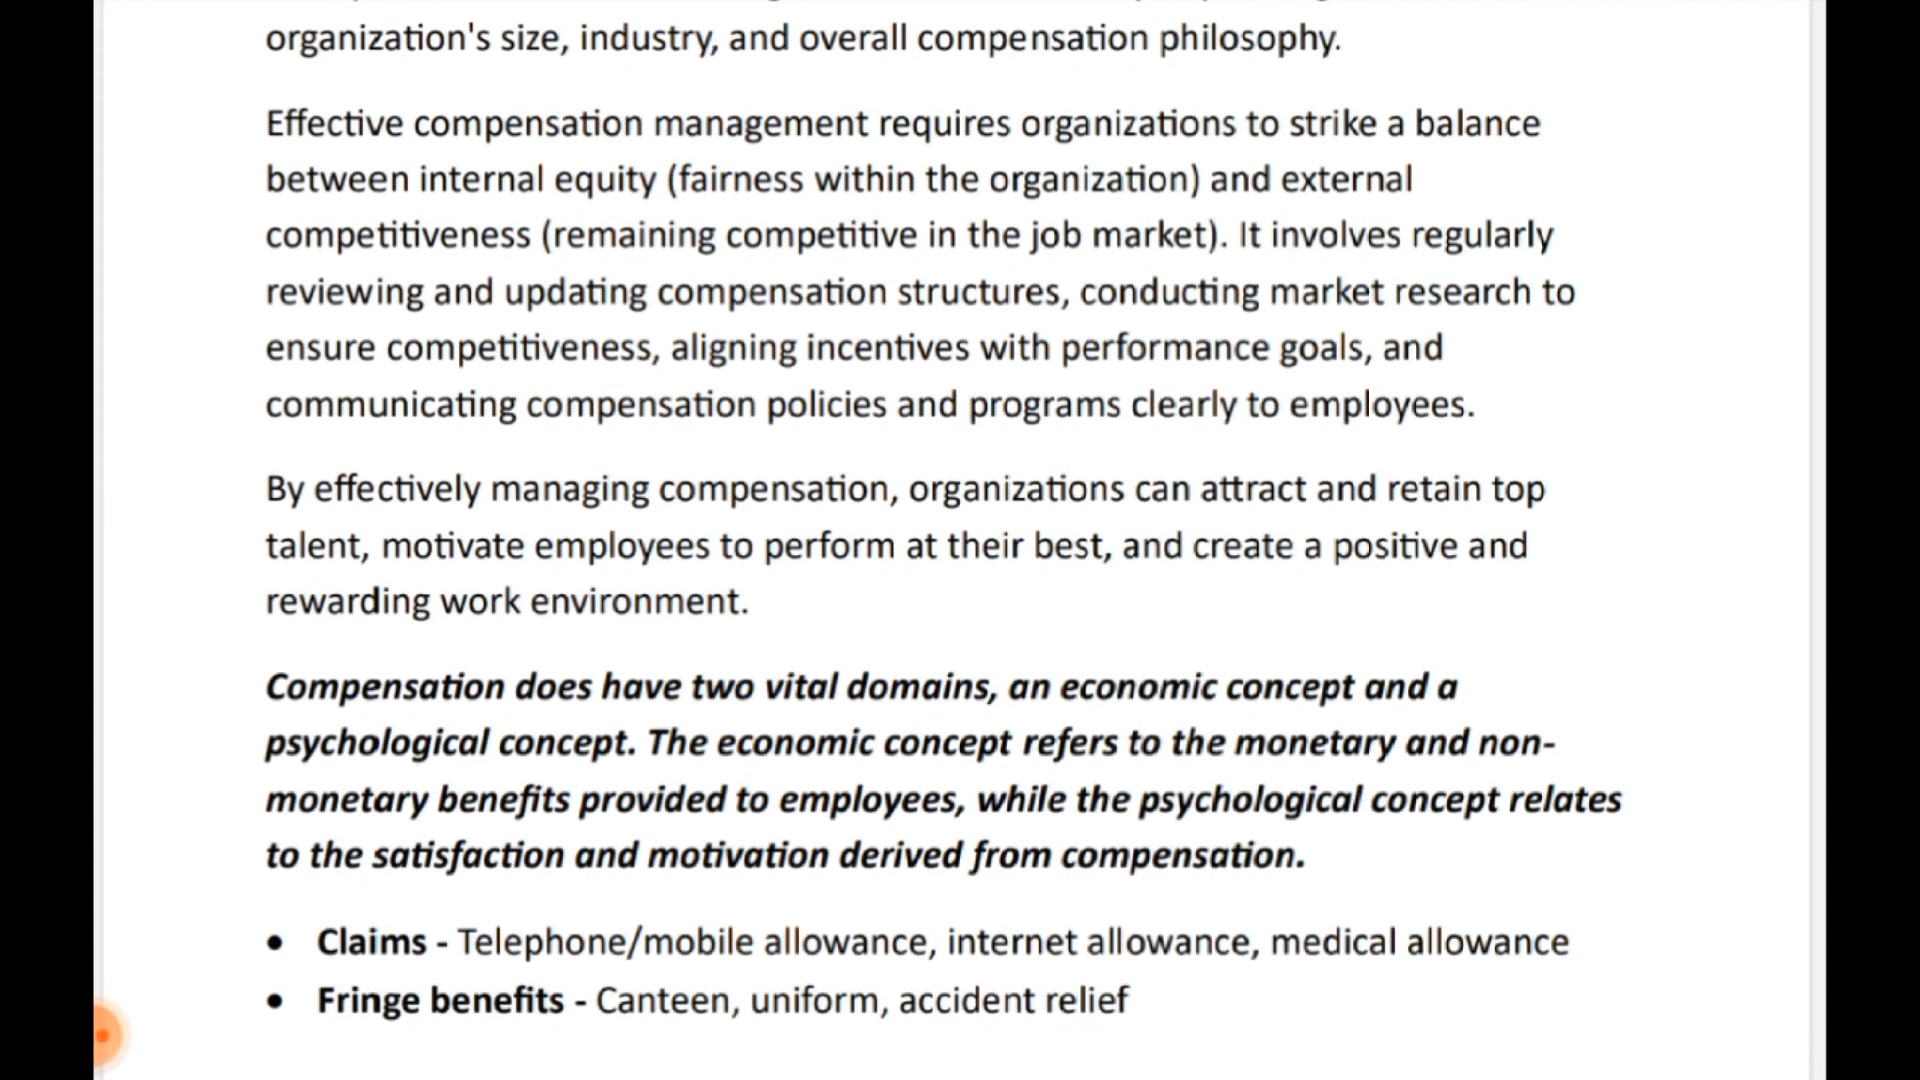 organization's size, industry, and overall compensation philosophy.
Effective compensation management requires organizations to strike a balance
between internal equity (fairness within the organization) and external
competitiveness (remaining competitive in the job market). It involves regularly
reviewing and updating compensation structures, conducting market research to
ensure competitiveness, aligning incentives with performance goals, and
communicating compensation policies and programs clearly to employees.
By effectively managing compensation, organizations can attract and retain top
talent, motivate employees to perform at their best, and create a positive and
rewarding work environment.
Compensation does have two vital domains, an economic concept and a
psychological concept. The economic concept refers to the monetary and non-
monetary benefits provided to employees, while the psychological concept relates
to the satisfaction and motivation derived from compensation.
• Claims - Telephone/mobile allowance, internet allowance, medical allowance
• Fringe benefits - Canteen, uniform, accident relief